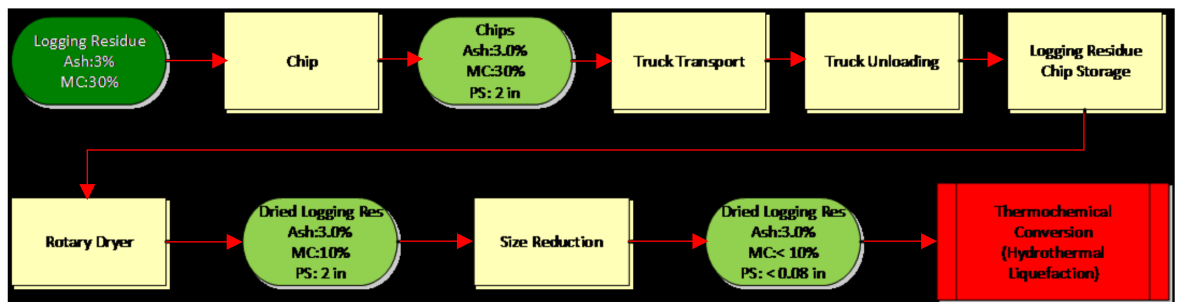 Logging Residue
Ash:3%
MC:30%
Chip
Chips
Ash:3.0%
MC:30%
PS: 2 in
Truck Transport
Truck Unloading
Logging Residue
Chip Storage
Rotary Dryer
Dried Logging Res
Ash:3.0%
MC:10%
PS: 2 in
Size Reduction
Dried Logging Res
Ash:3.0%
MC:< 10%
PS: < 0.08 in
Thermochemical
Conversion
(Hydrothermal
Liquefaction)